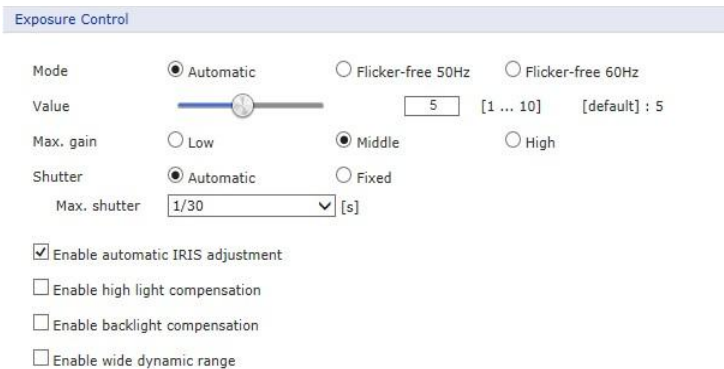 Exposure Control
Mode Automatic Flicker-free 50Hz Flicker-free 60Hz
Value 5 [1 ... 10] [default] : 5
Max. gain Low Middle High
Shutter Automatic Fixed
Max. shutter 1/30 [s]
Enable automatic IRIS adjustment
Enable high light compensation
Enable backlight compensation
Enable wide dynamic range